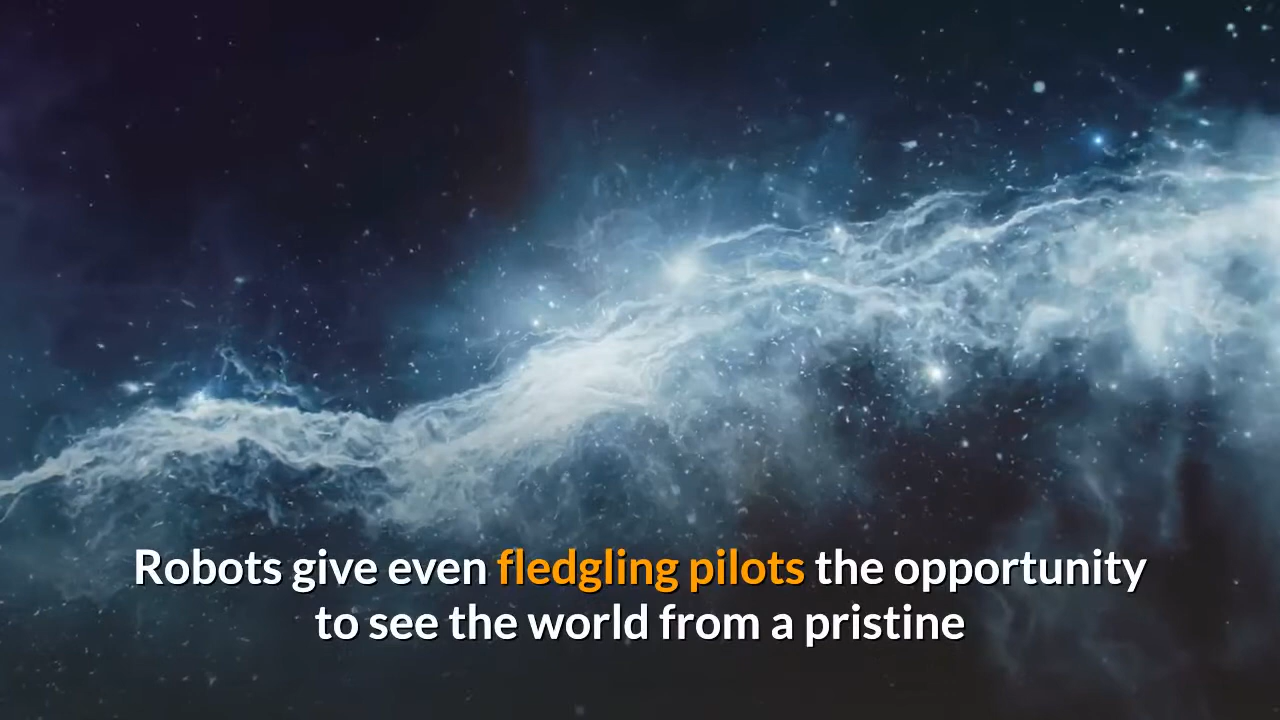 Robots give even fledgling pilots the opportunity
to see the world from a pristine